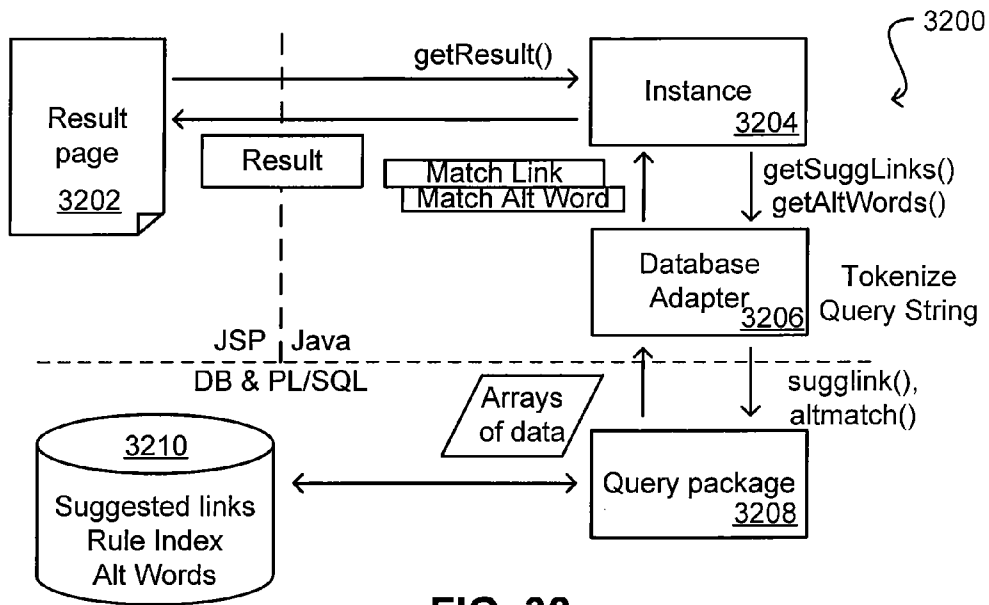 3200
getResult()
Result
page
3202
Instance
3204
Result
Match Link
Match Alt Word
getSuggLinks()
getAltWords()
Database
Adapter
3206
Tokenize
Query String
JSP
Java
DB & PL/SQL
Arrays
of data
sugglink(),
altmatch()
3210
Suggested links
Rule Index
Alt Words
Query package
3208